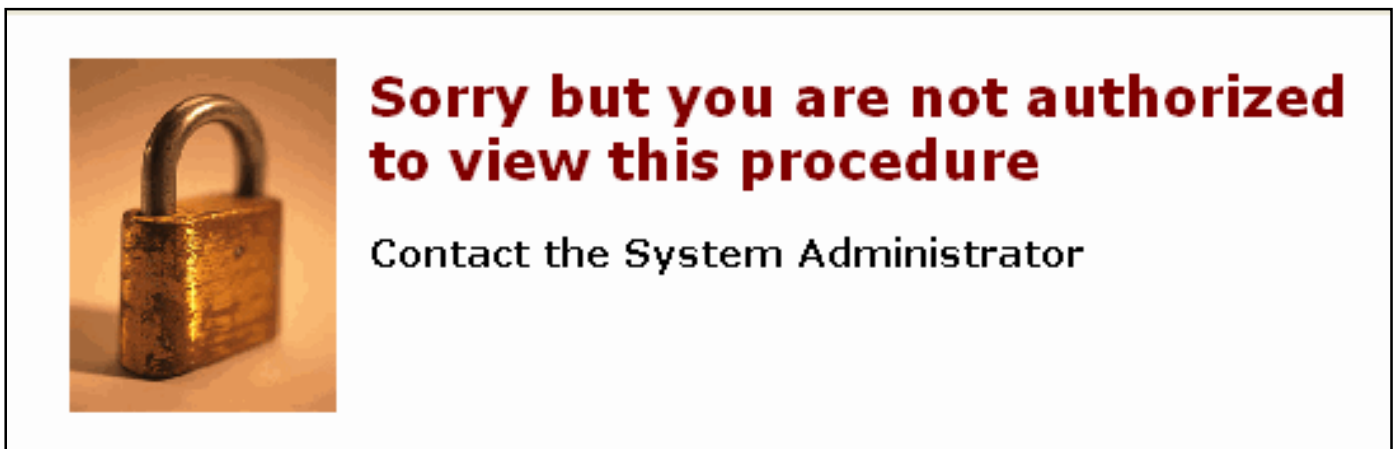 Sorry but you are not authorized
to view this procedure
Contact the System Administrator